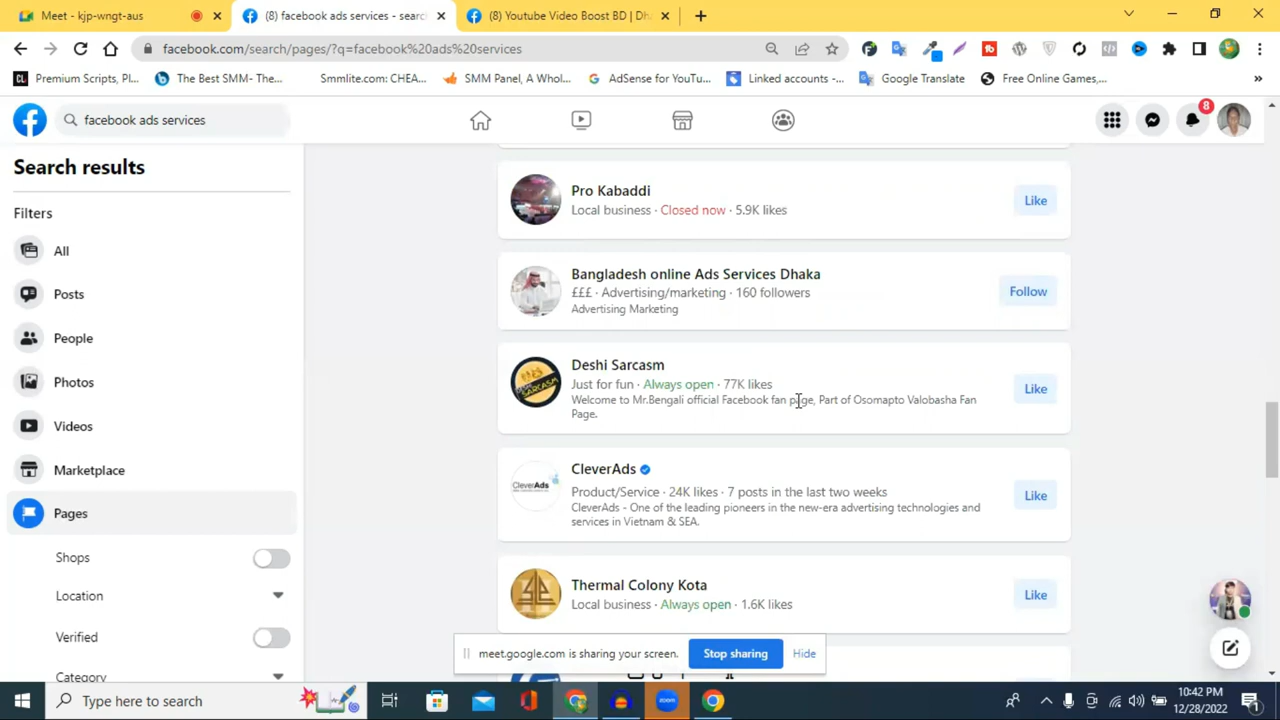 Meet - kjp-wngt-aus
(8) facebook ads services - sear
(8) Youtube Video Boost BD | Dh
facebook.com/search/pages/?q=facebook%20ads%20services
Premium Scripts, Pl...
The Best SMM- The...
Smmlite.com: CHEA...
SMM Panel, A Whol...
AdSense for YouTu...
Linked accounts -...
Google Translate
Free Online Games,...
facebook ads services
8
Search results
Filters
All
Posts
People
Photos
Videos
Marketplace
Pages
Shops
Location
Verified
Category
Pro Kabaddi
Local business · Closed now · 5.9K likes
Like
Bangladesh online Ads Services Dhaka
£££ · Advertising/marketing · 160 followers
Advertising Marketing
Follow
Deshi Sarcasm
Just for fun · Always open · 77K likes
Welcome to Mr.Bengali official Facebook fan page, Part of Osomapto Valobasha Fan
Page.
Like
CleverAds
CleverAds
Product/Service · 24K likes · 7 posts in the last two weeks
CleverAds - One of the leading pioneers in the new-era advertising technologies and
services in Vietnam & SEA.
Like
Thermal Colony Kota
Local business · Always open · 1.6K likes
Like
meet.google.com is sharing your screen.
Stop sharing
Hide
Type here to search
zoom
10:42 PM
12/28/2022
1